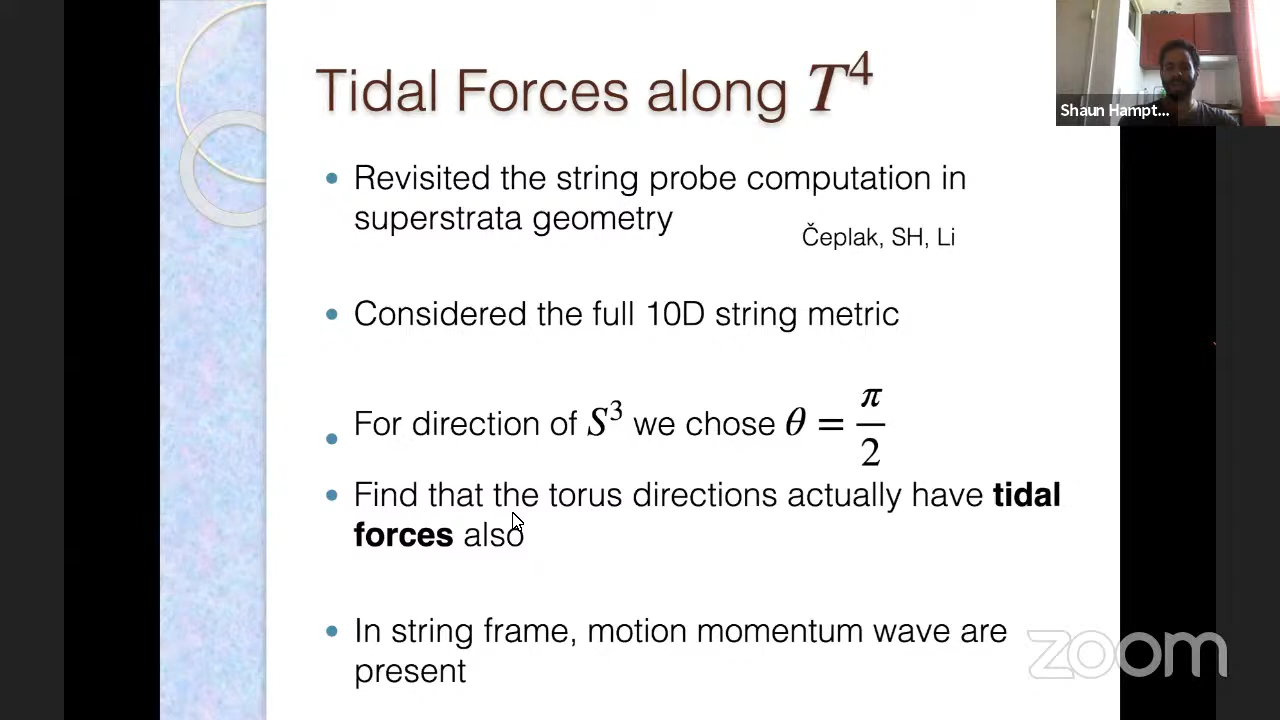 Tidal Forces along T⁴
Shaun Hampt...
Revisited the string probe computation in
superstrata geometry
Čeplak, SH, Li
Considered the full 10D string metric
For direction of S³ we chose θ = π/2
Find that the torus directions actually have tidal
forces also
In string frame, motion momentum wave are
present
zoom